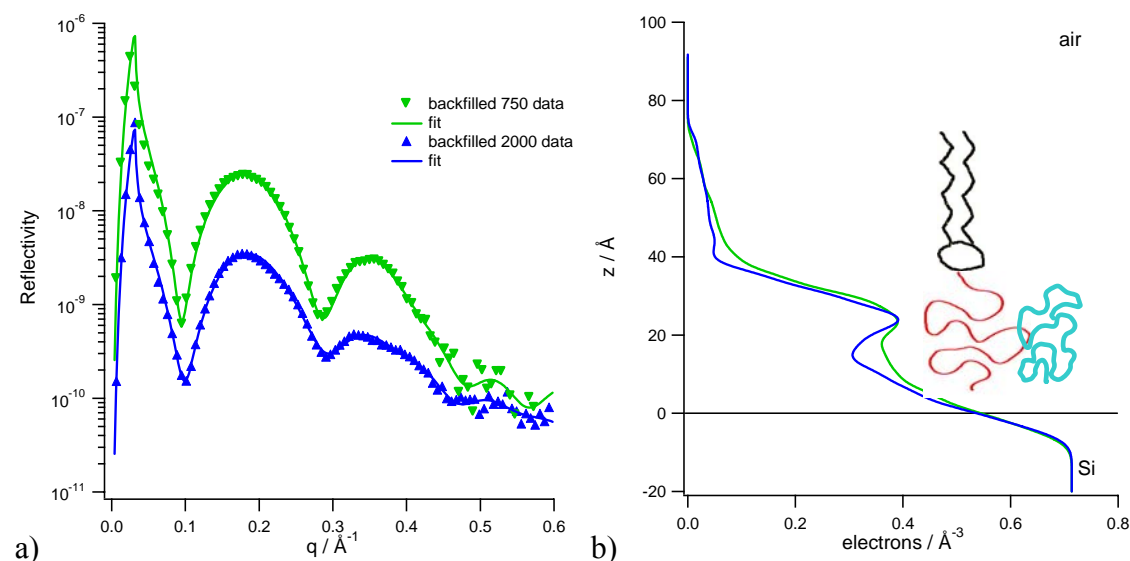 10-6
10-7
10-8
10-9
10-10
10-11
Reflectivity
backfilled 750 data
fit
backfilled 2000 data
fit
0.0 0.1 0.2 0.3 0.4 0.5 0.6
q / Å-1
a)
100
80
60
40
20
0
-20
z / Å
air
Si
0.0 0.2 0.4 0.6 0.8
electrons / Å-3
b)